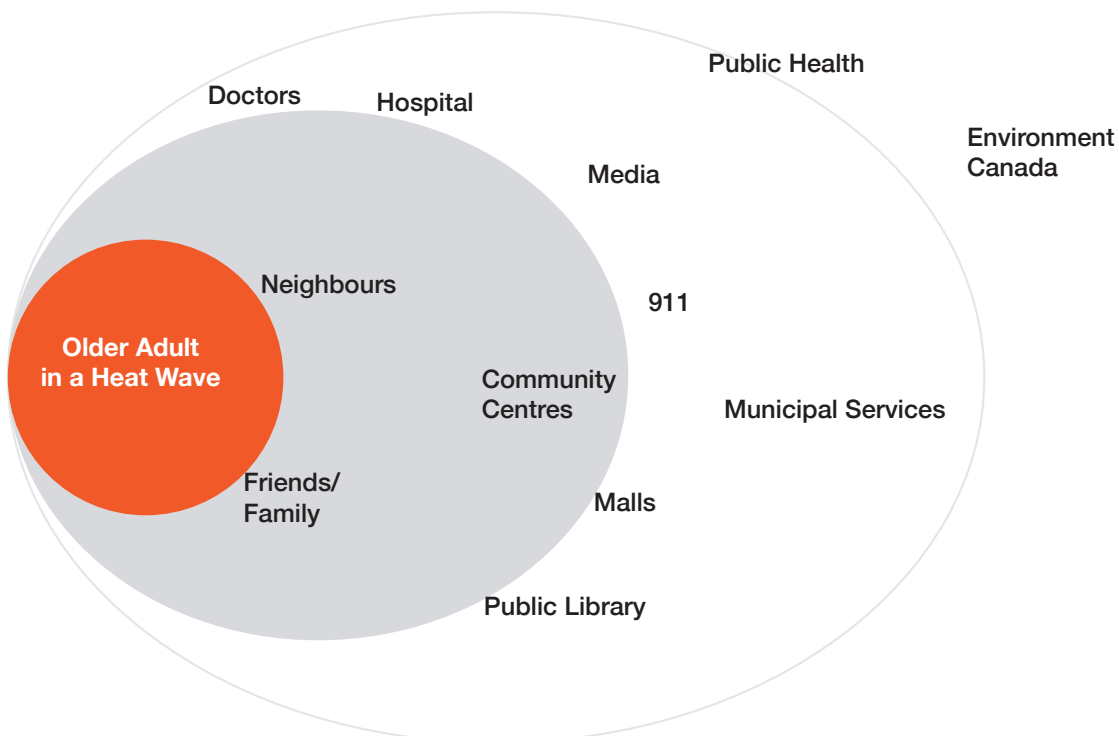 Public Health
Doctors
Hospital
Environment
Canada
Media
Neighbours
911
Older Adult
in a Heat Wave
Community
Centres
Municipal Services
Friends/
Family
Malls
Public Library